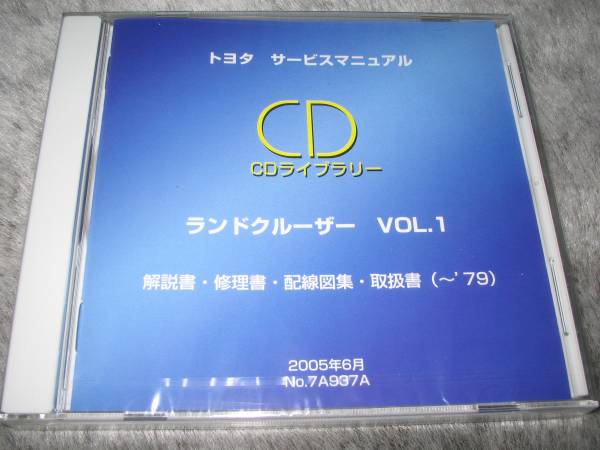 トヨタ　サービスマニュアル
CD
CDライブラリー
ランドクルーザー　VOL.1
解説書・修理書・配線図集・取扱書（～’79）
2005年6月
No.7A937A